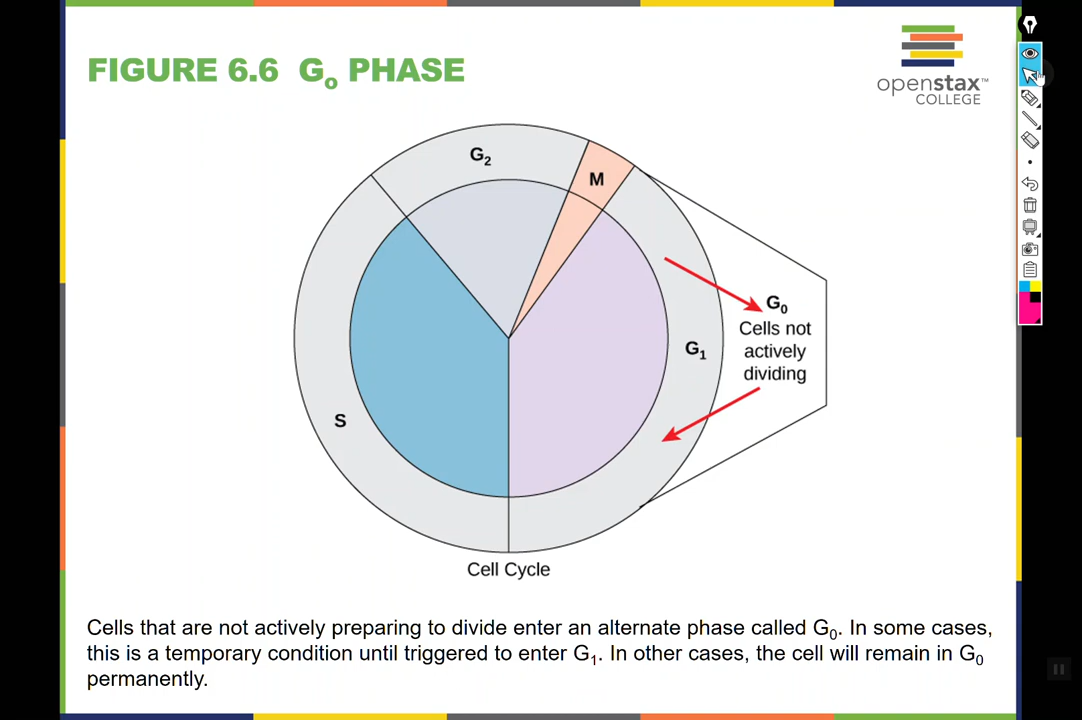 FIGURE 6.6 G₀ PHASE
openstax™
COLLEGE
G₂
M
G₀
Cells not
actively
dividing
G₁
S
Cell Cycle
Cells that are not actively preparing to divide enter an alternate phase called G₀. In some cases,
this is a temporary condition until triggered to enter G₁. In other cases, the cell will remain in G₀
permanently.